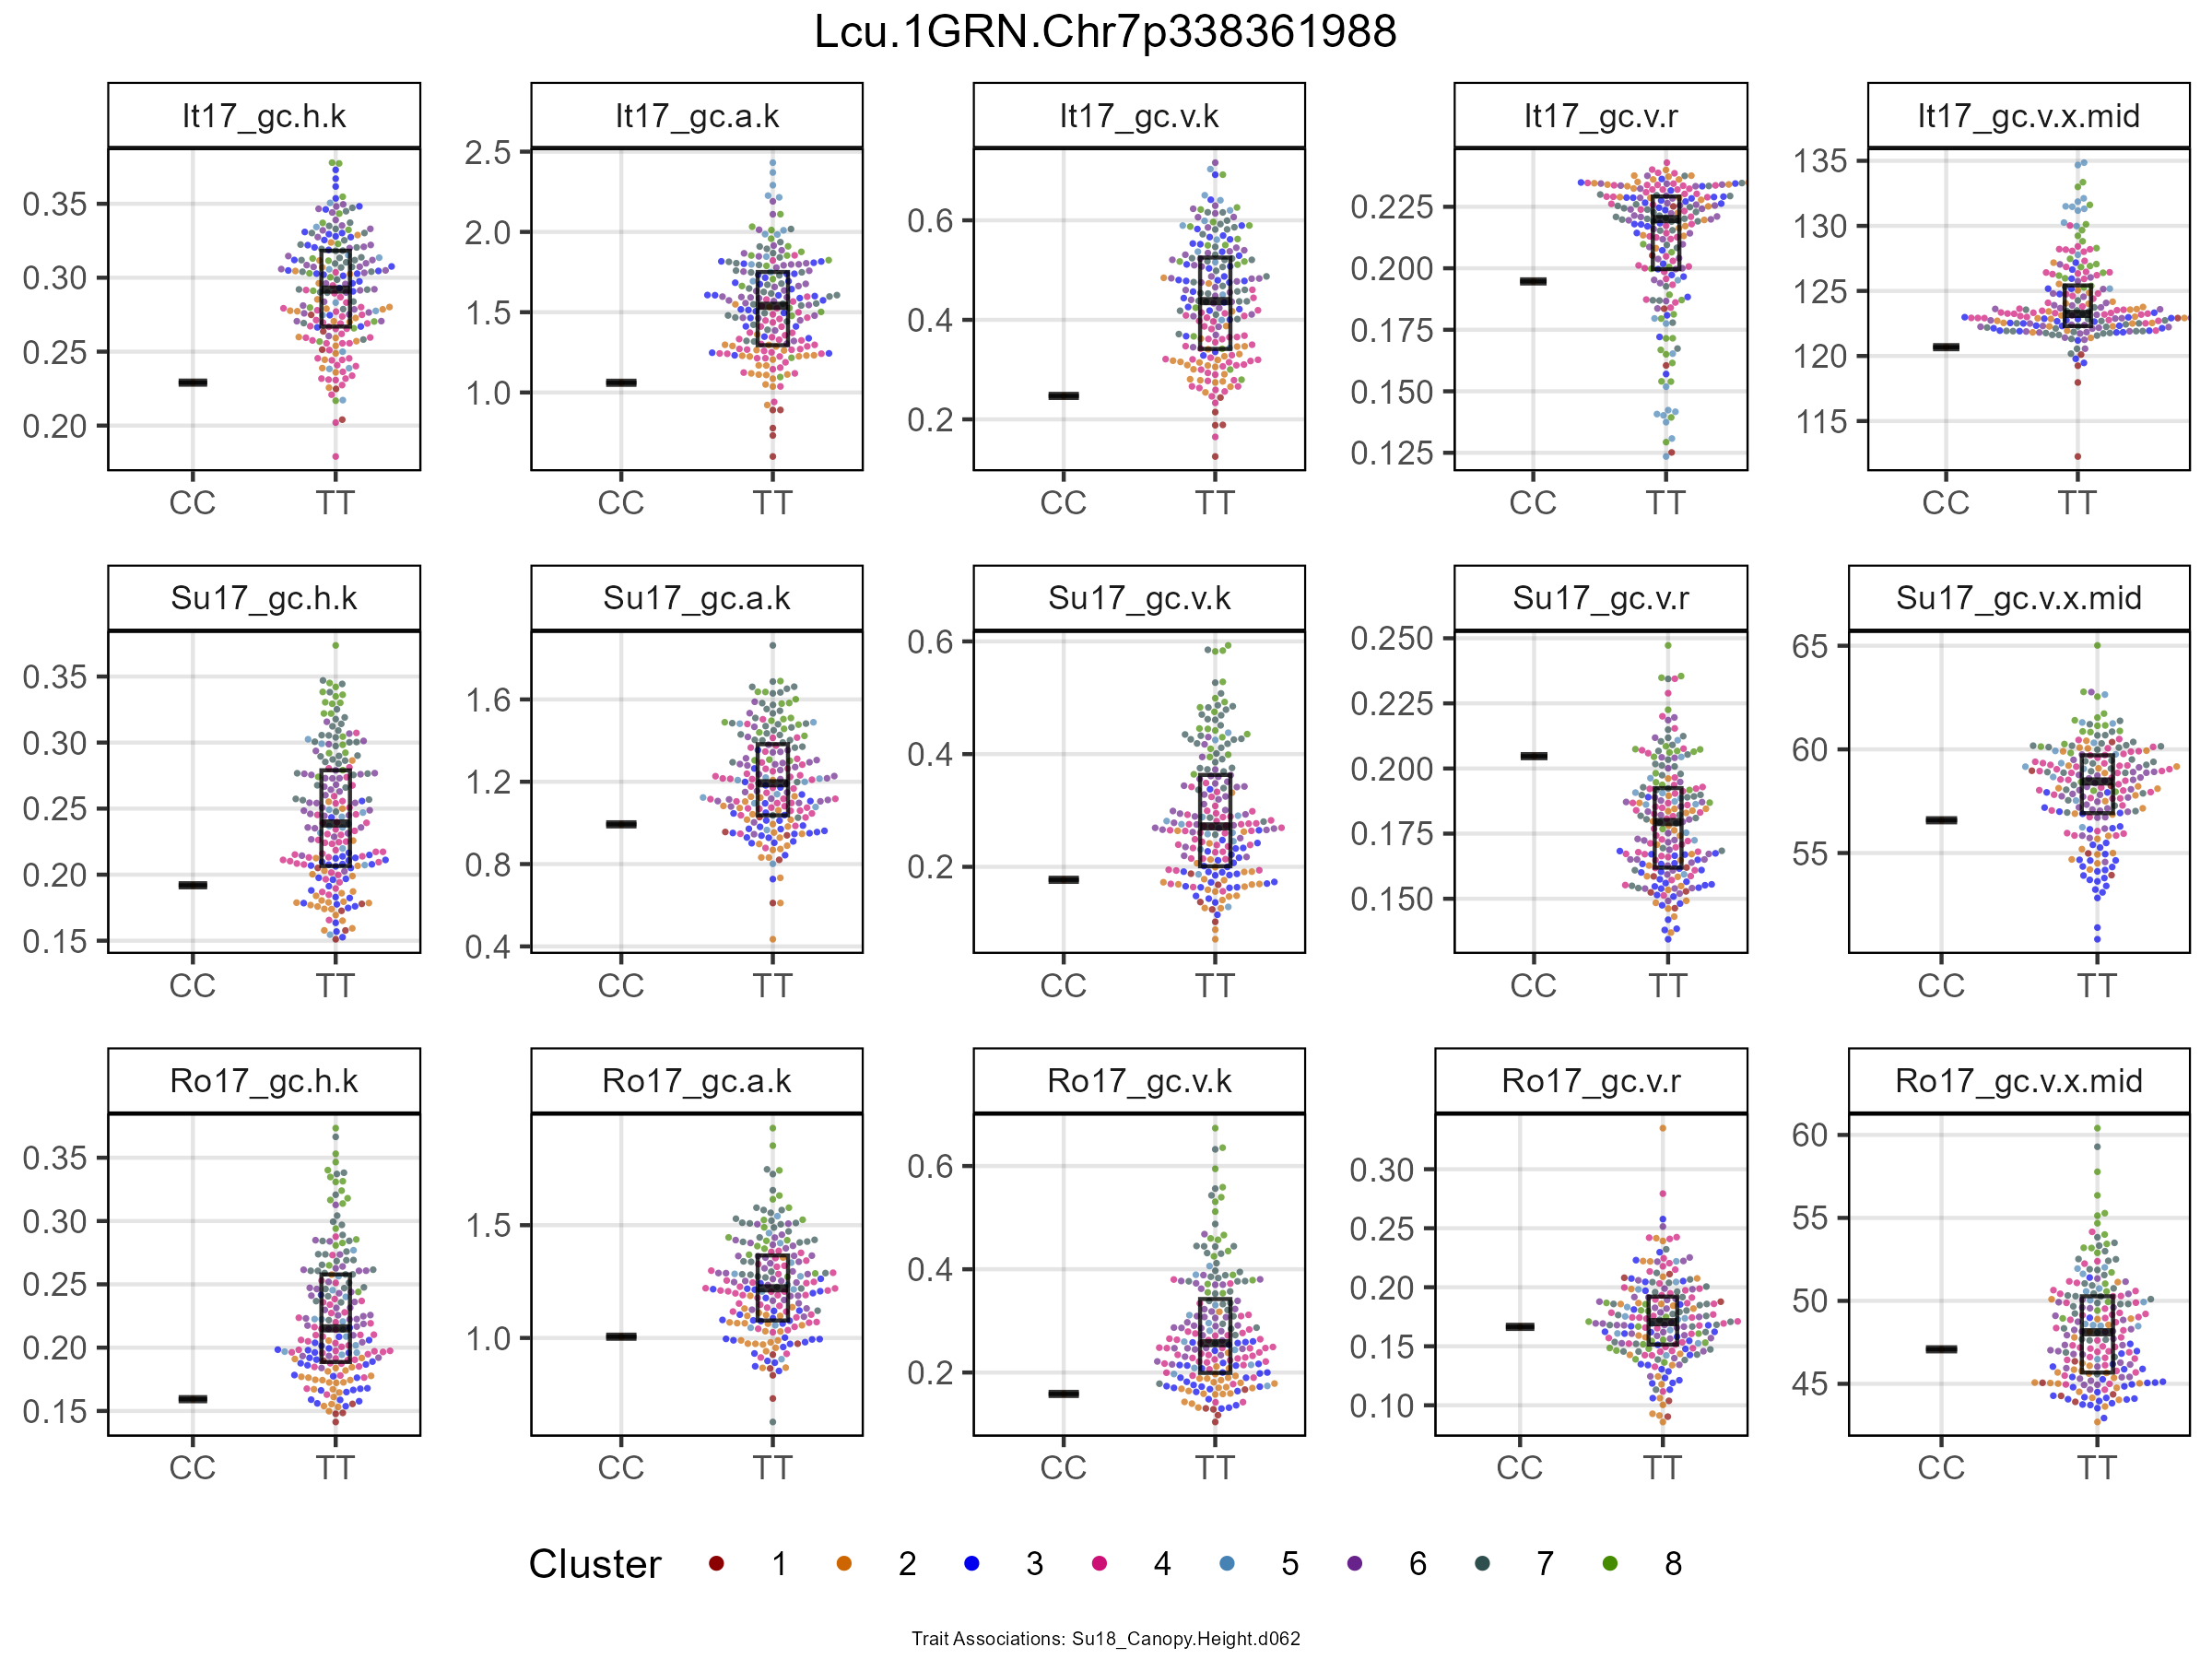 Lcu.1GRN.Chr7p338361988
It17_gc.h.k It17_gc.a.k It17_gc.v.k It17_gc.v.r It17_gc.v.x.mid
0.35 0.30 0.25 0.20
2.5 2.0 1.5 1.0
0.6 0.4 0.2
0.225 0.200 0.175 0.150 0.125
135 130 125 120 115
CC TT CC TT CC TT CC TT CC TT
Su17_gc.h.k Su17_gc.a.k Su17_gc.v.k Su17_gc.v.r Su17_gc.v.x.mid
0.35 0.30 0.25 0.20 0.15
1.6 1.2 0.8 0.4
0.6 0.4 0.2
0.250 0.225 0.200 0.175 0.150
65 60 55
CC TT CC TT CC TT CC TT CC TT
Ro17_gc.h.k Ro17_gc.a.k Ro17_gc.v.k Ro17_gc.v.r Ro17_gc.v.x.mid
0.35 0.30 0.25 0.20 0.15
1.5 1.0
0.6 0.4 0.2
0.30 0.25 0.20 0.15 0.10
60 55 50 45
CC TT CC TT CC TT CC TT CC TT
Cluster 1 2 3 4 5 6 7 8
Trait Associations: Su18_Canopy.Height.d062